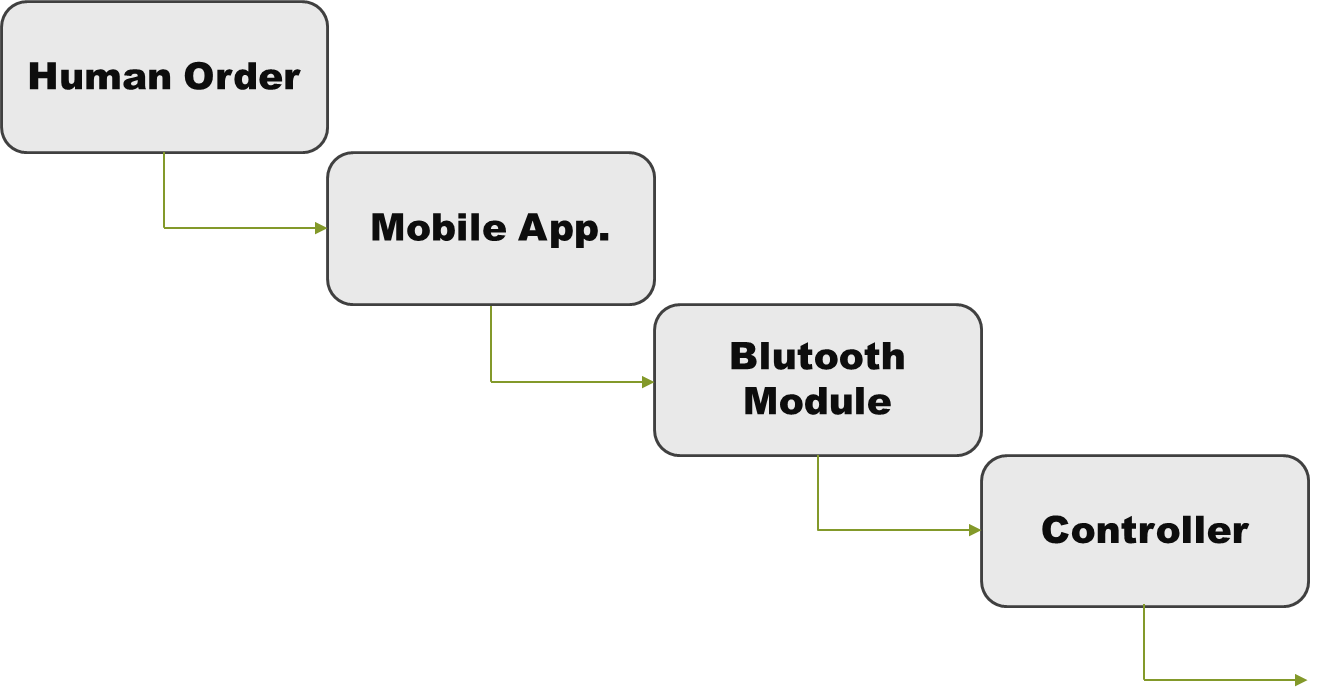 Human Order
Mobile App.
Blutooth
Module
Controller